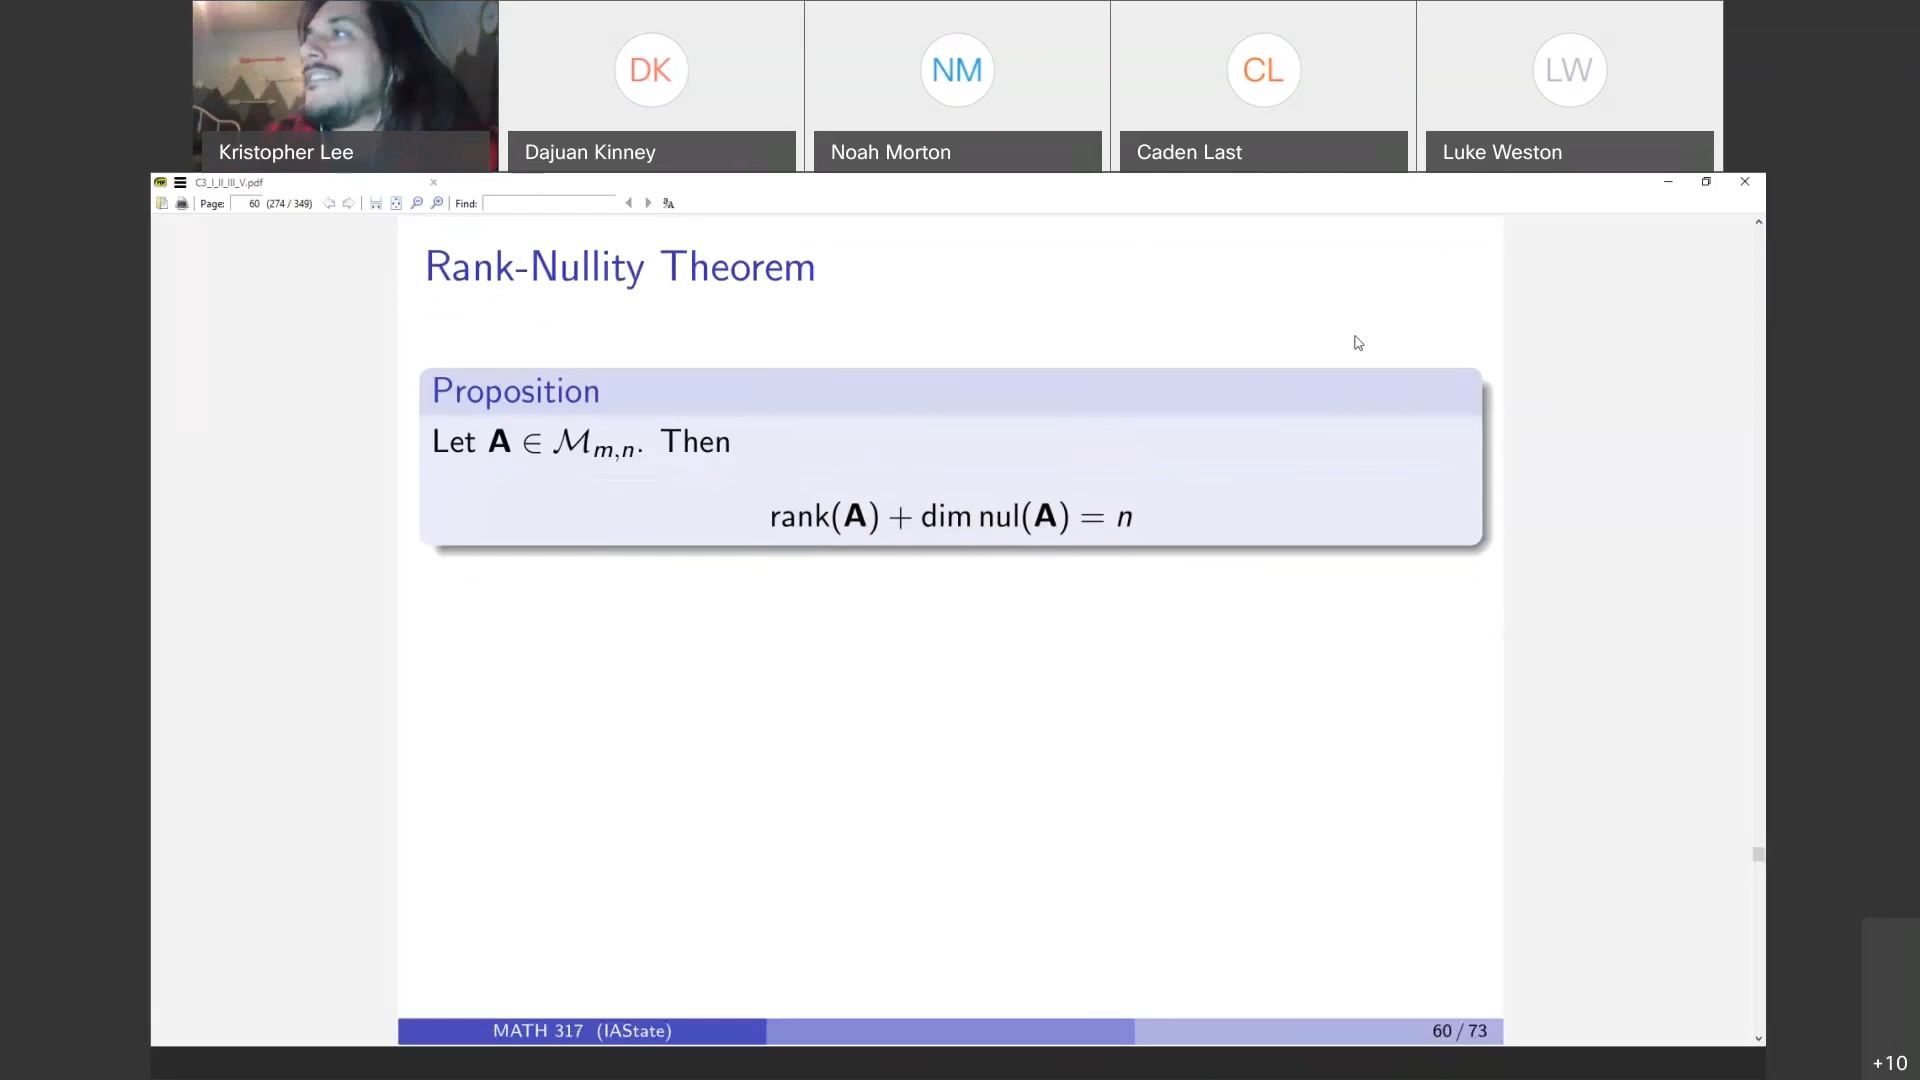 DK
NM
CL
LW
Kristopher Lee
Dajuan Kinney
Noah Morton
Caden Last
Luke Weston
C3_I_II_III_V.pdf
Page: 60 (274 / 349) Find:
Rank-Nullity Theorem
Proposition
Let A ∈ ℳₘ,ₙ. Then
rank(A) + dim nul(A) = n
MATH 317 (IAState)
60 / 73
+10